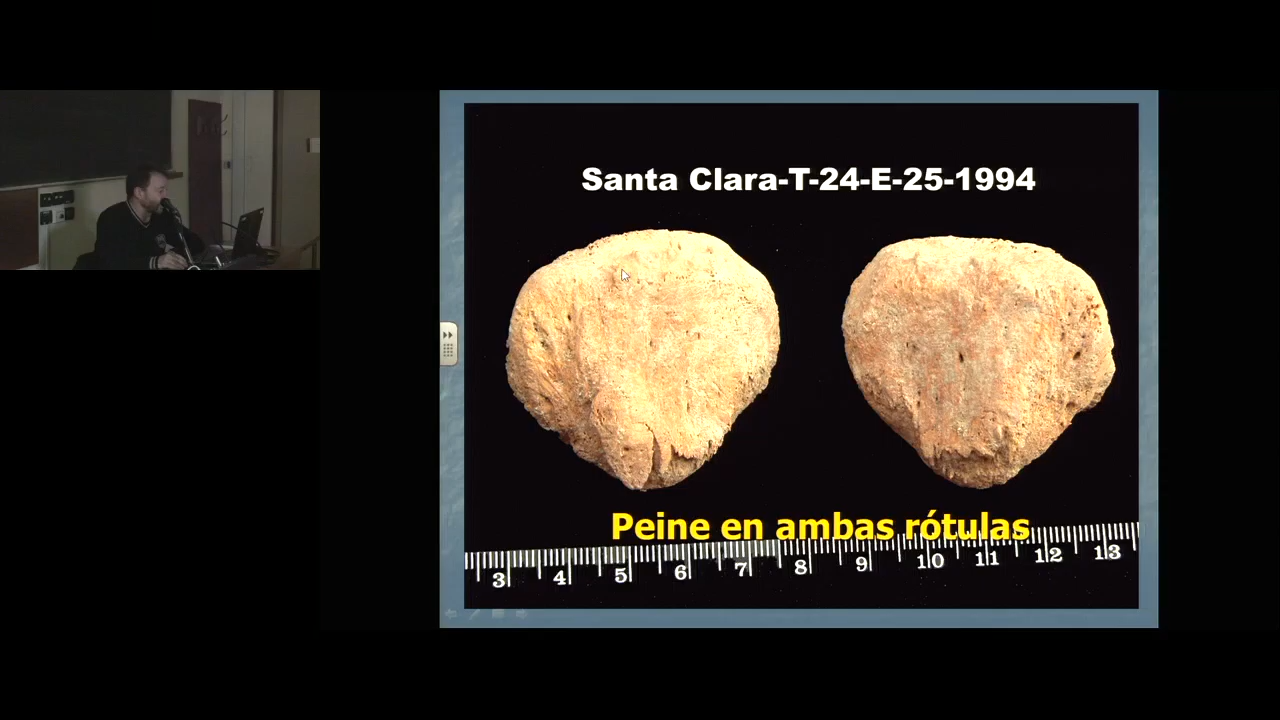 Santa Clara-T-24-E-25-1994
Peine en ambas rótulas
3 4 5 6 7 8 9 10 11 12 13